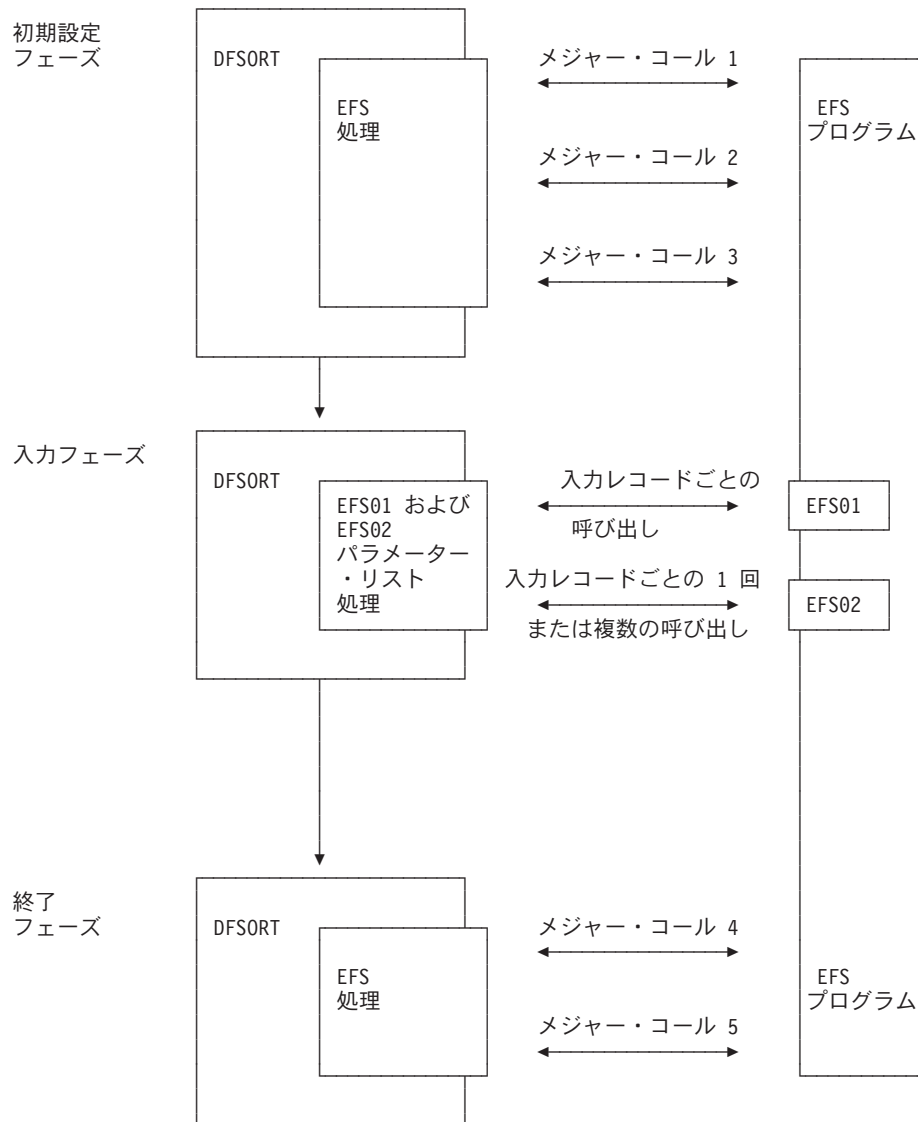 初期設定
フェーズ
DFSORT
EFS
処理
メジャー・コール 1
メジャー・コール 2
メジャー・コール 3
EFS
プログラム
入力フェーズ
DFSORT
EFS01 および
EFS02
パラメーター
・リスト
処理
入力レコードごとの
呼び出し
入力レコードごとの 1 回
または複数の呼び出し
EFS01
EFS02
終了
フェーズ
DFSORT
EFS
処理
メジャー・コール 4
メジャー・コール 5
EFS
プログラム